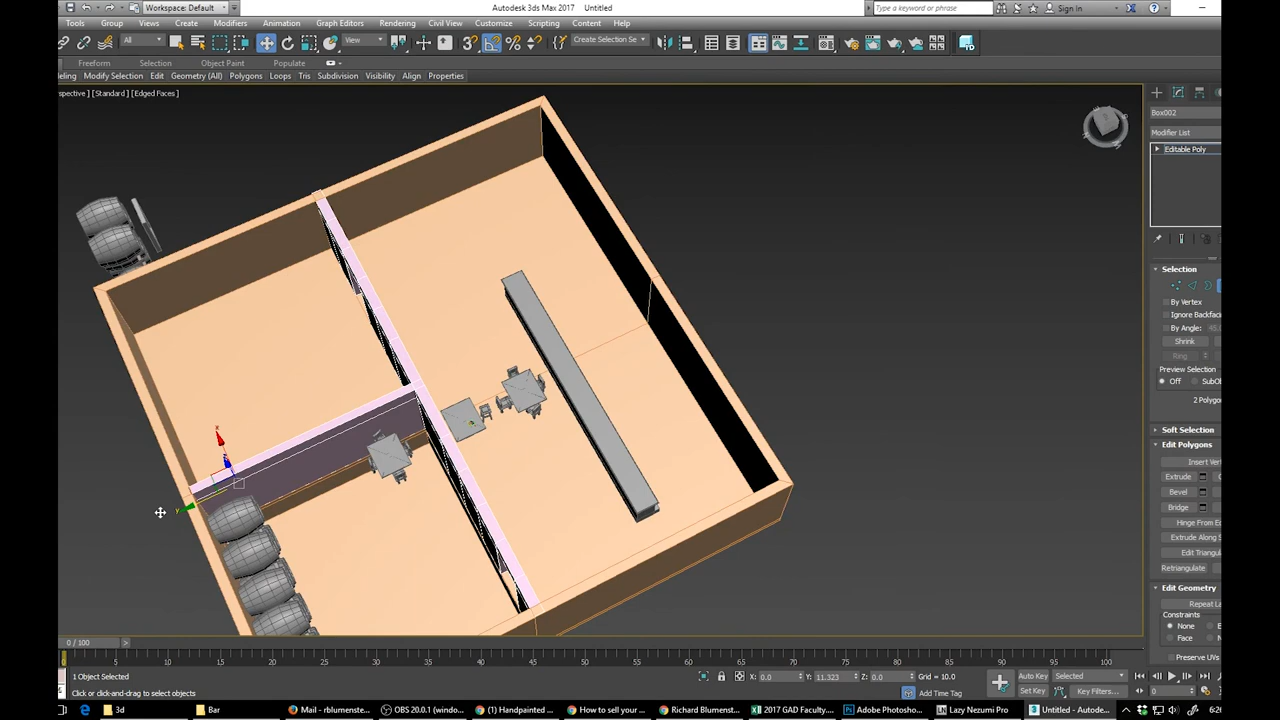 Workspace: Default
Autodesk 3ds Max 2017 Untitled
Type a keyword or phrase
Sign In
Tools Group Views Create Modifiers Animation Graph Editors Rendering Civil View Customize Scripting Content Help
All
View
Create Selection Se
Freeform Selection Object Paint Populate
Modify Selection Edit Geometry (All) Polygons Loops Tris Subdivision Visibility Align Properties
spective ] [Standard ] [Edged Faces ]
Box002
Modifier List
Editable Poly
Selection
By Vertex
Ignore Backfac
By Angle:
Shrink
Ring
Preview Selection
Off SubO
2 Polygo
Soft Selection
Edit Polygons
Insert Ver
Extrude
Bevel
Bridge
Hinge From E
Extrude Along S
Edit Triangul
Retriangulate
Edit Geometry
Repeat La
Constraints
None
Face
Preserve UVs
x
y
0 / 100
0 5 10 15 20 25 30 35 40 45 50 55 60 65 70 75 80 85 90 95 100
1 Object Selected
X: 0.0 Y: 11.323 Z: 0.0 Grid = 10.0
Auto Key Selected
Click or click-and-drag to select objects
Add Time Tag
Set Key Key Filters...
0
3d
Bar
Mail - rblumenste...
OBS 20.0.1 (windo...
(1) Handpainted ...
How to sell your ...
Richard Blumenst...
2017 GAD Faculty...
Adobe Photosho...
Lazy Nezumi Pro
Untitled - Autode...